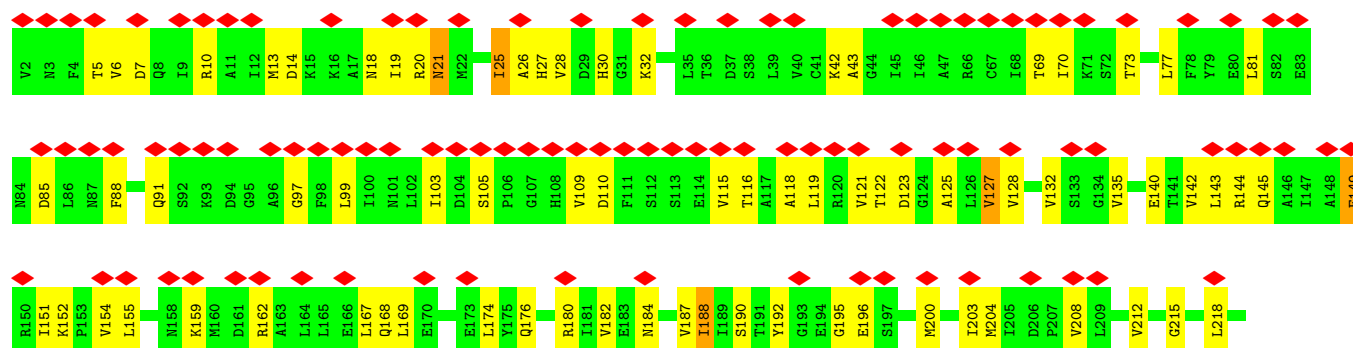 V2 N3 F4 T5 V6 D7 Q8 I9 R10 A11 I12 M13 D14 K15 K16 A17 N18 I19 R20 N21 M22 I25 A26 H27 V28 D29 H30 G31 K32 L35 T36 D37 S38 L39 V40 C41 K42 A43 G44 I45 I46 A47 R66 C67 I68 T69 I70 K71 S72 T73 L77 F78 Y79 E80 L81 S82 E83
N84 D85 L86 N87 F88 Q91 S92 K93 D94 G95 A96 G97 F98 L99 I100 N101 L102 I103 D104 S105 P106 G107 H108 V109 D110 F111 S112 S113 E114 V115 T116 A117 A118 L119 R120 V121 T122 D123 G124 A125 L126 V127 V128 V132 S133 G134 V135 E140 T141 V142 L143 R144 Q145 A146 I147 A148 E149
R150 I151 K152 P153 V154 L155 N158 K159 M160 D161 R162 A163 L164 L165 E166 L167 Q168 L169 E170 E173 L174 Y175 Q176 R180 I181 V182 E183 N184 V187 I188 I189 S190 T191 Y192 G193 E194 G195 E196 S197 M200 I203 M204 I205 D206 P207 V208 L209 V212 G215 L218